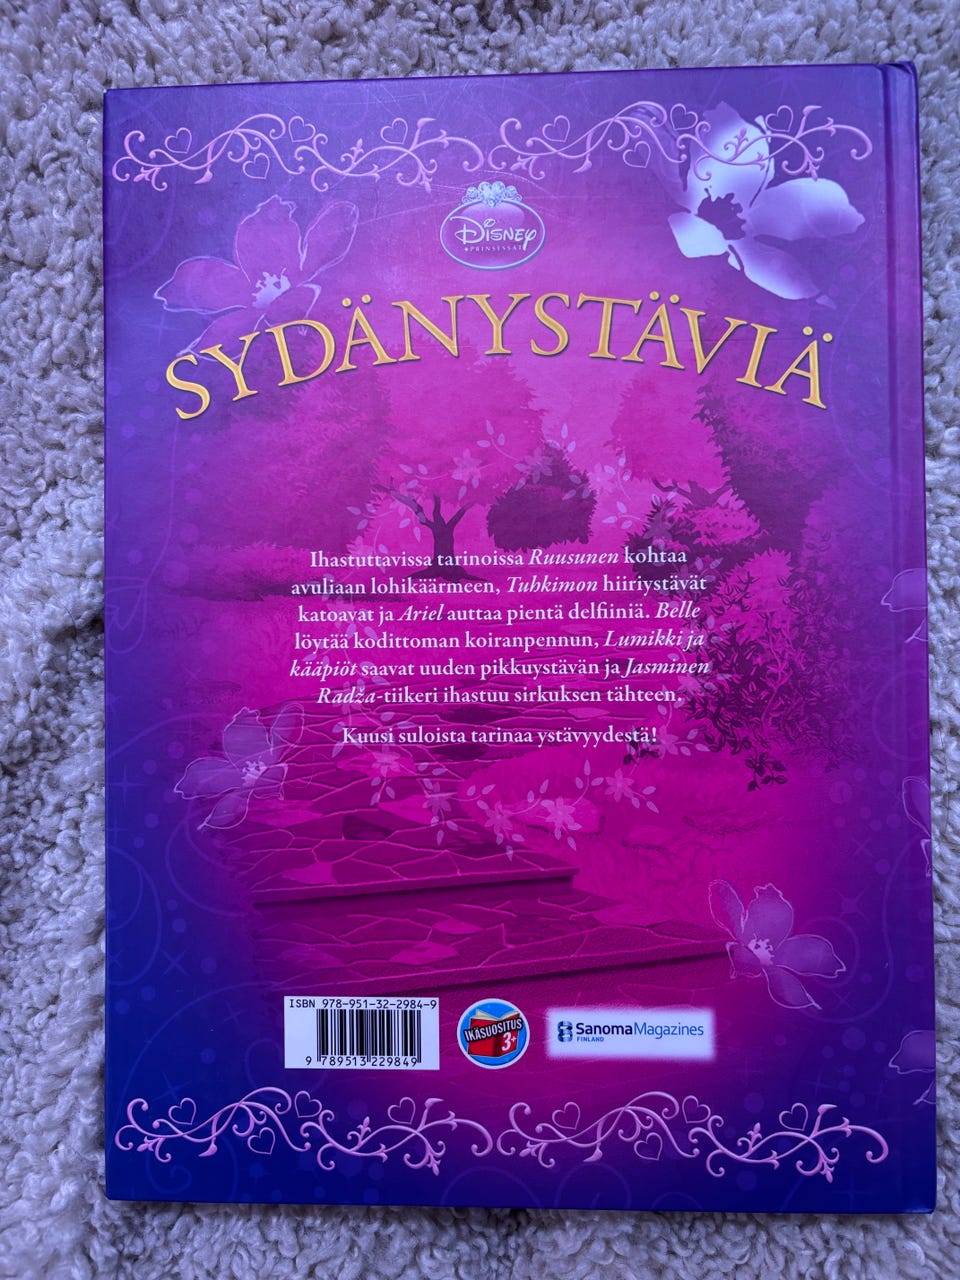 Disney
PRINSESSAT
SYDÄNYSTÄVIÄ
Ihastuttavissa tarinoissa Ruusunen kohtaa
avuliaan lohikäärmeen, Tuhkimon hiiriystävät
katoavat ja Ariel auttaa pientä delfiiniä. Belle
löytää kodittoman koiranpennun, Lumikki ja
kääpiöt saavat uuden pikkuystävän ja Jasminen
Radža-tiikeri ihastuu sirkuksen tähteen.
Kuusi suloista tarinaa ystävyydestä!
ISBN 978-951-32-2984-9
9 789513 229849
IKÄSUOSITUS
3+
SanomaMagazines
FINLAND